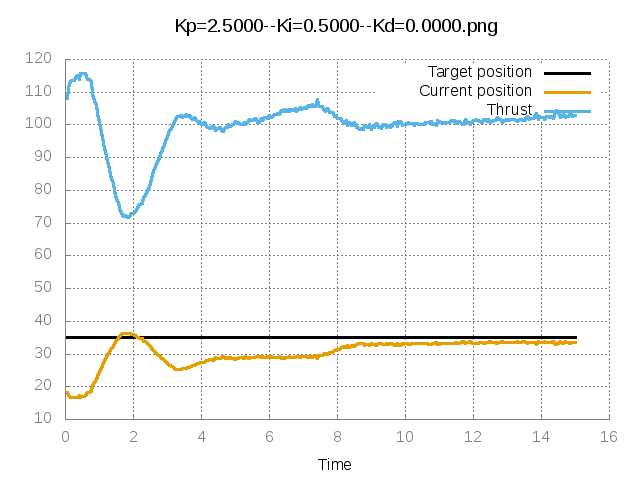 Kp=2.5000--Ki=0.5000--Kd=0.0000.png
120
110
100
90
80
70
60
50
40
30
20
10
Target position
Current position
Thrust
0 2 4 6 8 10 12 14 16
Time